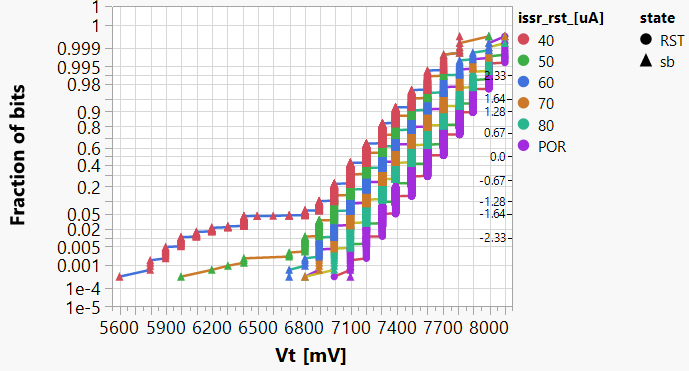 Fraction of bits
1
1
0.999
0.995
0.98
0.9
0.8
0.6
0.4
0.2
0.05
0.02
0.005
0.001
1e-4
1e-5
2.33
1.64
1.28
0.67
0.0
-0.67
-1.28
-1.64
-2.33
5600 5900 6200 6500 6800 7100 7400 7700 8000
Vt [mV]
issr_rst_[uA]
40
50
60
70
80
POR
state
RST
sb